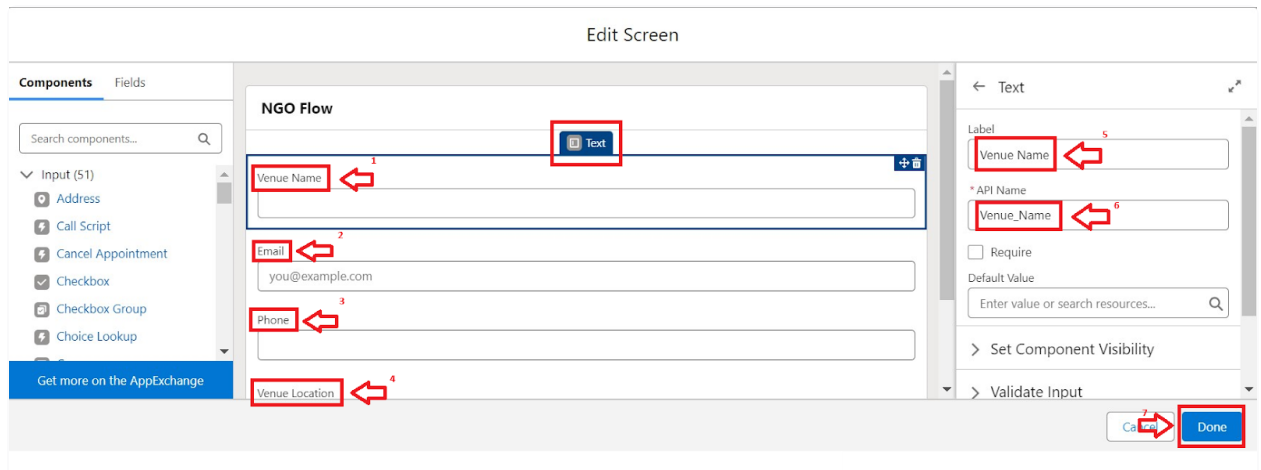 Edit Screen
Components Fields
Search components...
Input (51)
Address
Call Script
Cancel Appointment
Checkbox
Checkbox Group
Choice Lookup
Get more on the AppExchange
NGO Flow
Text
Venue Name 1
Email 2
you@example.com
Phone 3
Venue Location 4
Text
Label
Venue Name 5
* API Name
Venue_Name 6
Require
Default Value
Enter value or search resources...
Set Component Visibility
Validate Input
7
Cancel
Done